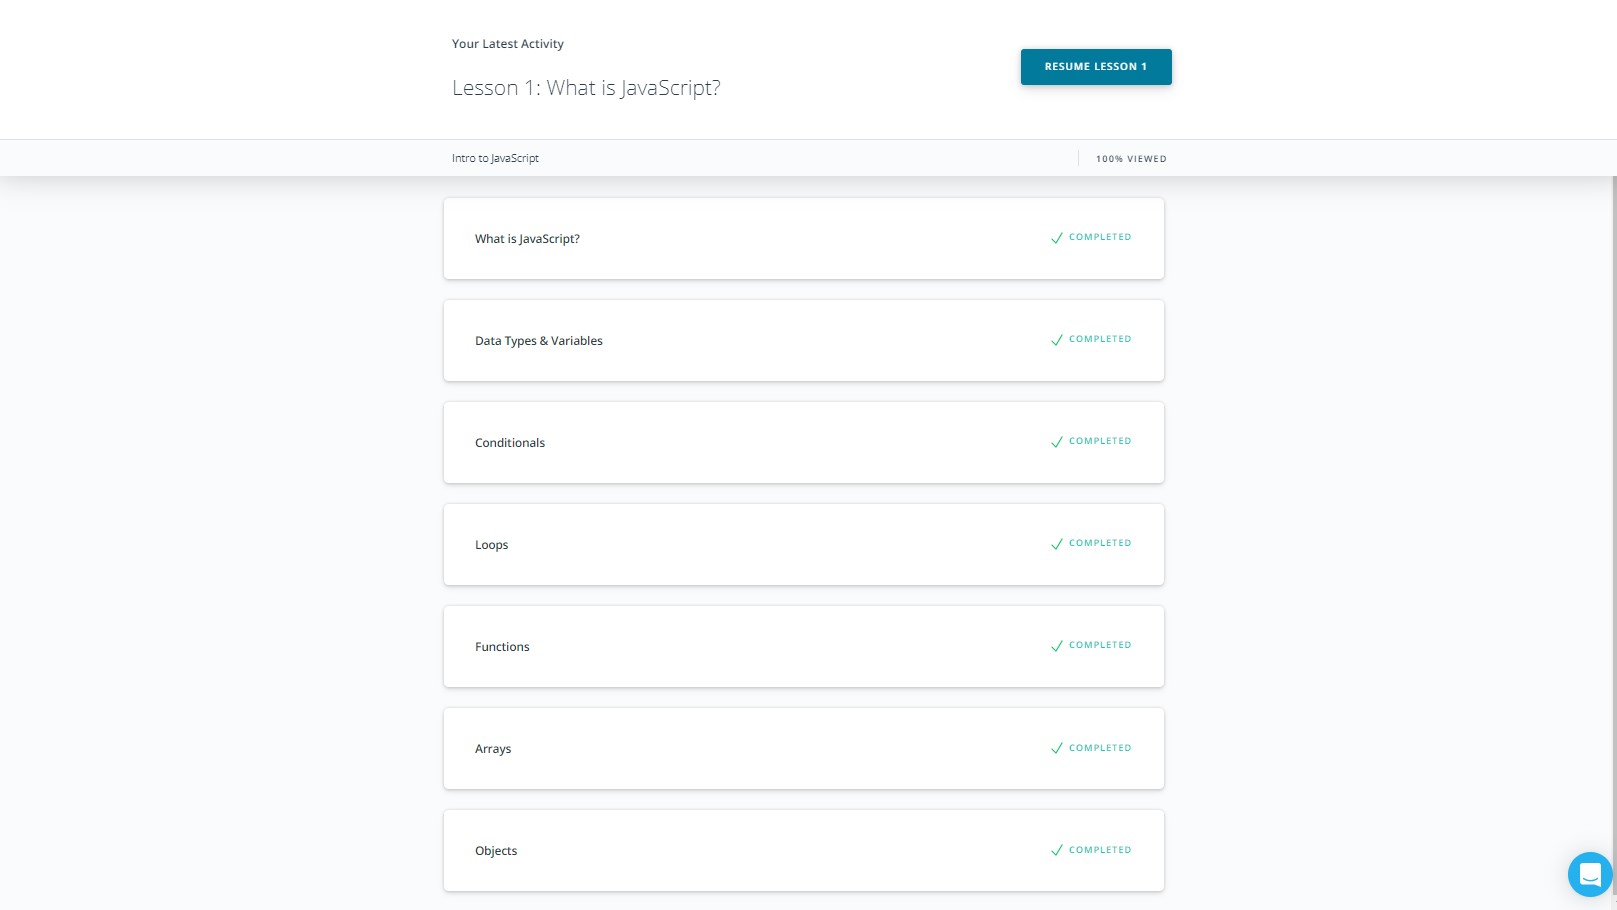 Your Latest Activity
RESUME LESSON 1
Lesson 1: What is JavaScript?
Intro to JavaScript
100% VIEWED
What is JavaScript?
COMPLETED
Data Types & Variables
COMPLETED
Conditionals
COMPLETED
Loops
COMPLETED
Functions
COMPLETED
Arrays
COMPLETED
Objects
COMPLETED